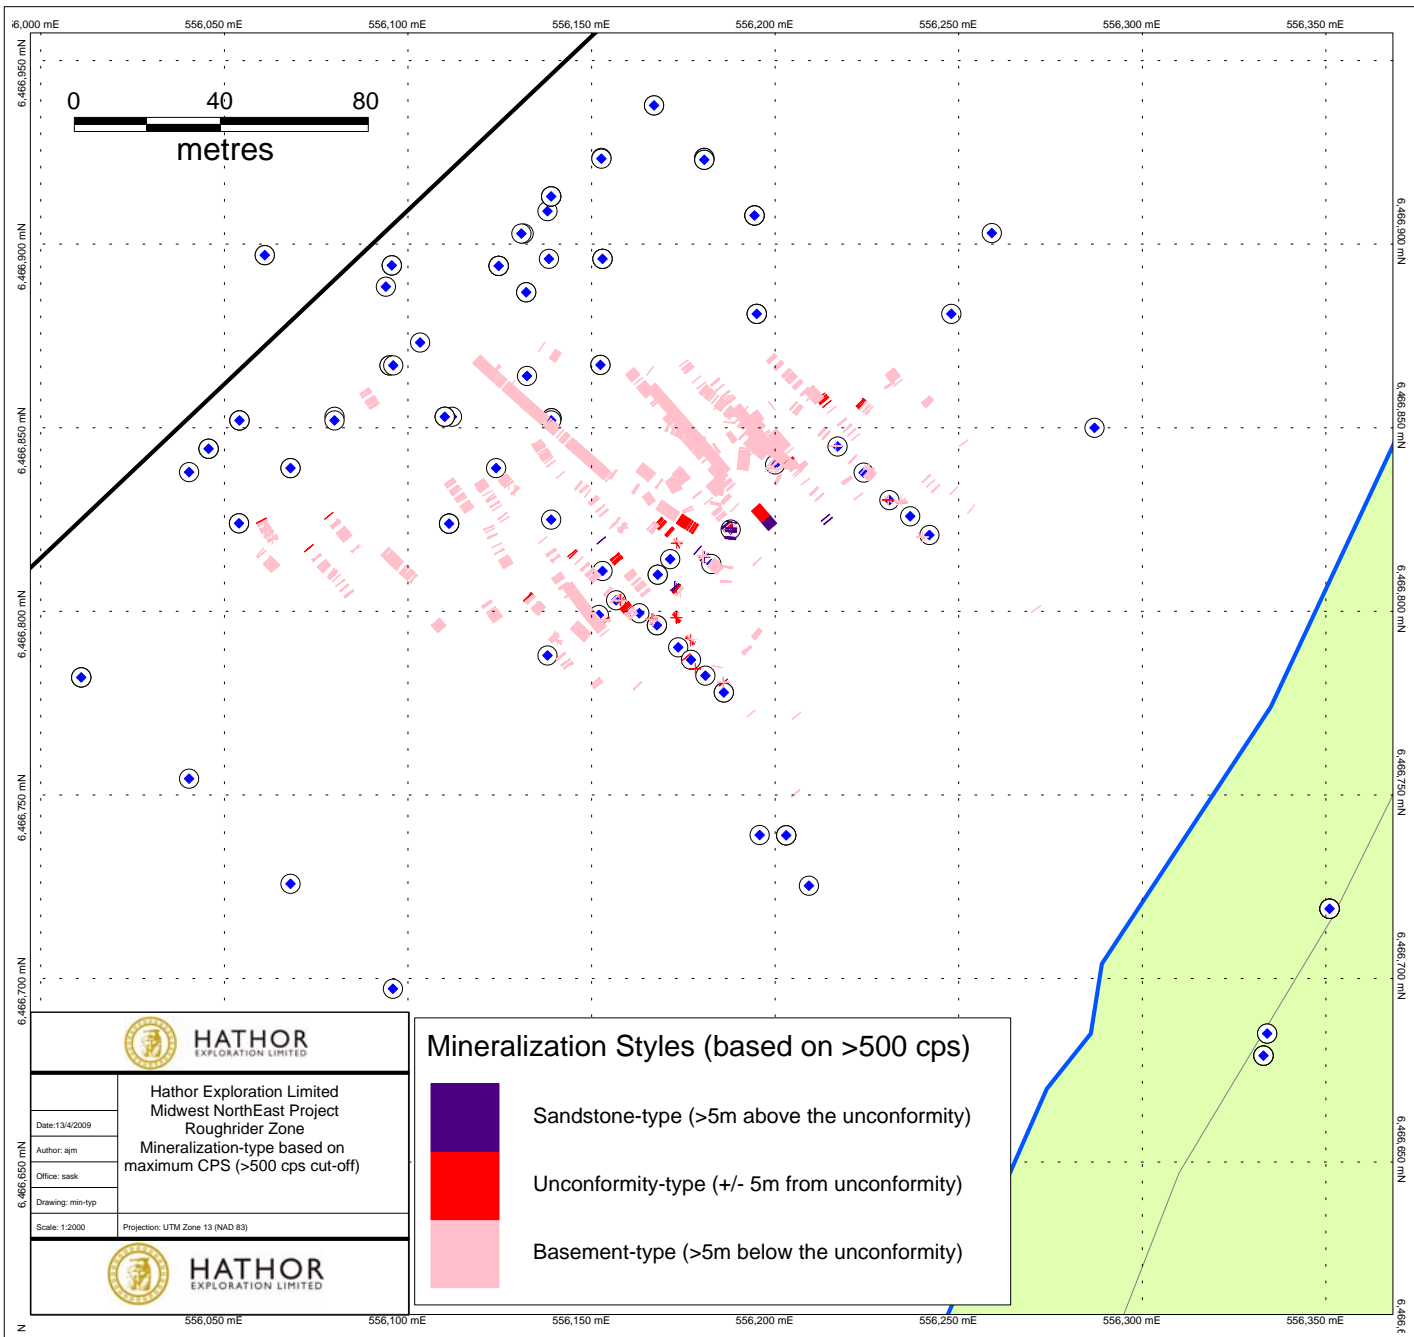 56,000 mE
556,050 mE
556,100 mE
556,150 mE
556,200 mE
556,250 mE
556,300 mE
556,350 mE
6,466,950 mN
6,466,900 mN
6,466,850 mN
6,466,800 mN
6,466,750 mN
6,466,700 mN
6,466,650 mN
N
0 40 80
metres
6,466,900 mN
6,466,850 mN
6,466,800 mN
6,466,750 mN
6,466,700 mN
6,466,650 mN
6,466,6
HATHOR
EXPLORATION LIMITED
Hathor Exploration Limited
Midwest NorthEast Project
Roughrider Zone
Mineralization-type based on
maximum CPS (>500 cps cut-off)
Date:13/4/2009
Author: ajm
Office: sask
Drawing: min-typ
Scale: 1:2000
Projection: UTM Zone 13 (NAD 83)
HATHOR
EXPLORATION LIMITED
Mineralization Styles (based on >500 cps)
Sandstone-type (>5m above the unconformity)
Unconformity-type (+/- 5m from unconformity)
Basement-type (>5m below the unconformity)
556,050 mE
556,100 mE
556,150 mE
556,200 mE
556,250 mE
556,300 mE
556,350 mE